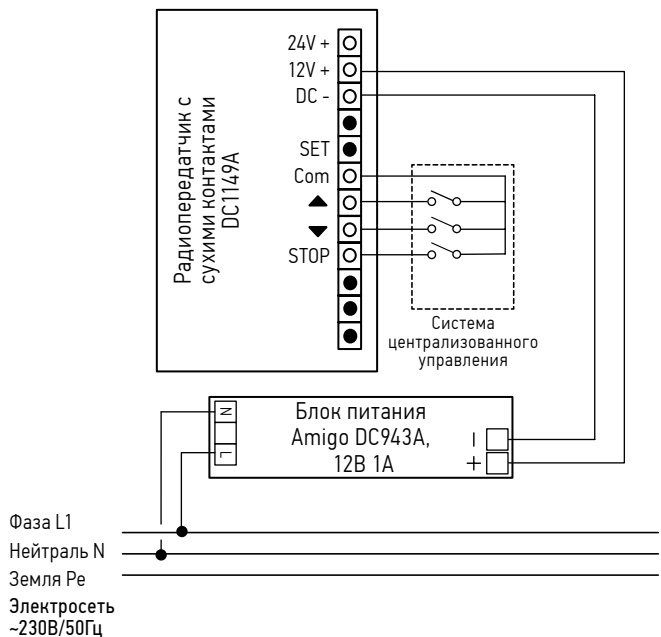 24V +
12V +
DC -
SET
Com
STOP
Радиопередатчик с
сухими контактами
DC1149A
Система
централизованного
управления
N
L
Блок питания
Amigo DC943A,
12В 1А
–
+
Фаза L1
Нейтраль N
Земля Pe
Электросеть
~230В/50Гц